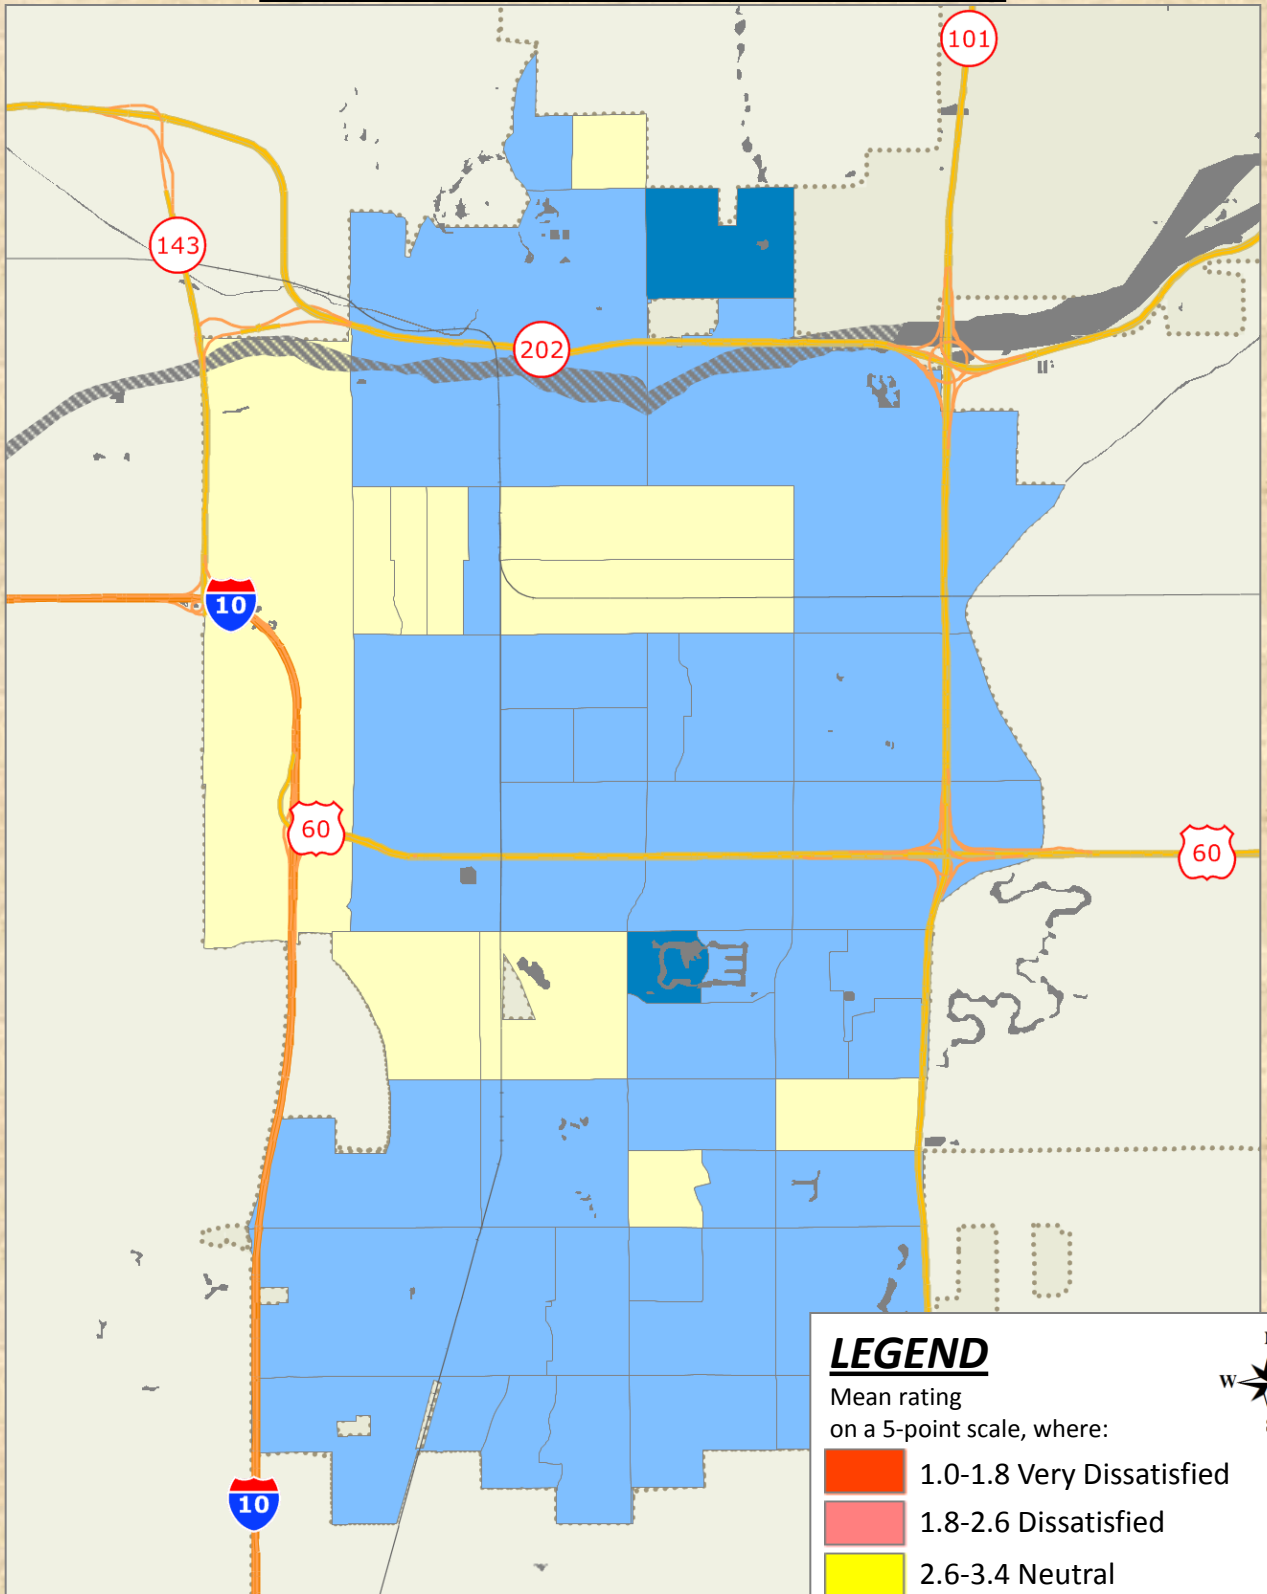 101
143
202
10
60
60
10
LEGEND
Mean rating
on a 5-point scale, where:
W
1.0-1.8 Very Dissatisfied
1.8-2.6 Dissatisfied
2.6-3.4 Neutral